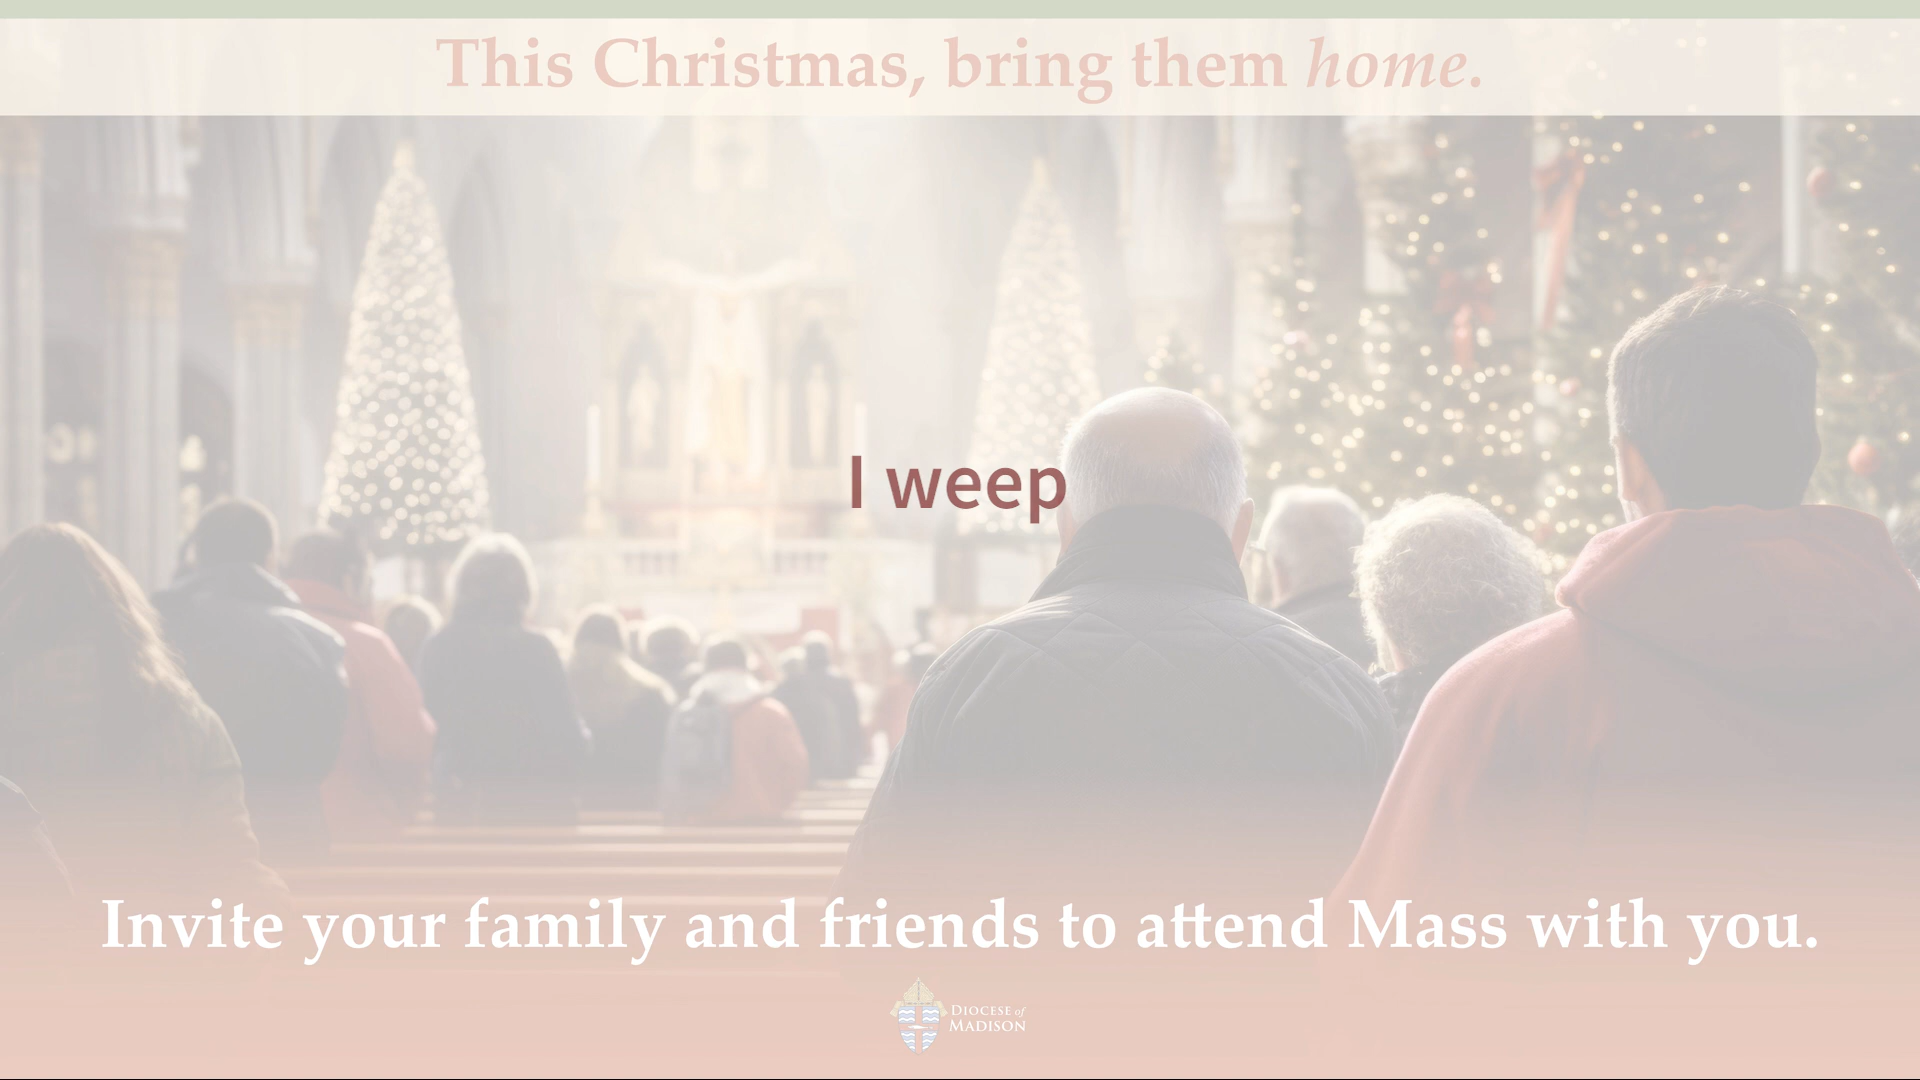 This Christmas, bring them home.
I weep
Invite your family and friends to attend Mass with you.
DIOCESE of
MADISON